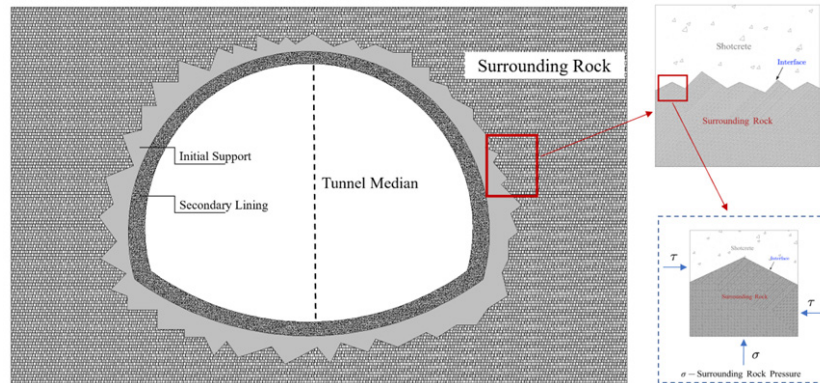 Surrounding Rock
Initial Support
Tunnel Median
Secondary Lining
Shotcrete
Interface
Surrounding Rock
Shotcrete
Interface
τ
Surrounding Rock
τ
σ
σ − Surrounding Rock Pressure